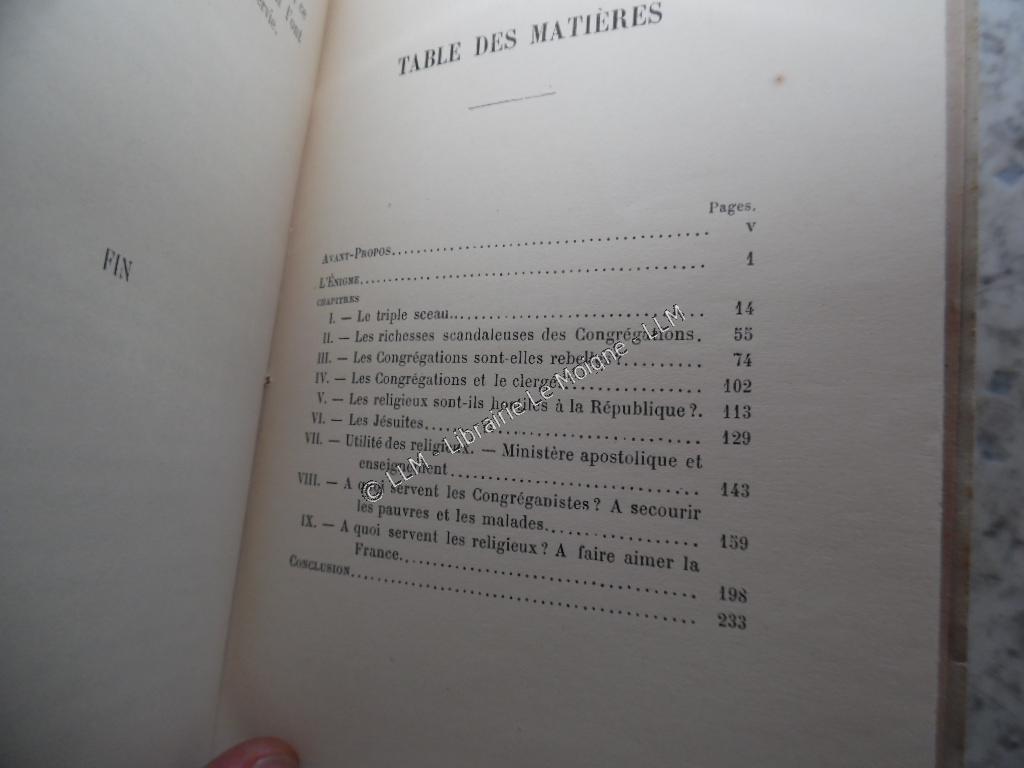 l'ont
FIN
TABLE DES MATIÈRES
Pages.
AVANT-PROPOS........................................ V
L'ÉNIGME........................................ 1
CHAPITRES
I. — Le triple sceau........................................ 14
II. — Les richesses scandaleuses des Congrégations. 55
III. — Les Congrégations sont-elles rebelles ?.......... 74
IV. — Les Congrégations et le clergé.................. 102
V. — Les religieux sont-ils hostiles à la République ?. 113
VI. — Les Jésuites........................................ 129
VII. — Utilité des religieux. — Ministère apostolique et
enseignement........................................ 143
VIII. — A quoi servent les Congréganistes ? A secourir
les pauvres et les malades.................. 159
IX. — A quoi servent les religieux ? A faire aimer la
France........................................ 198
CONCLUSION........................................ 233
© LLM - Librairie Le Moigne - LLM